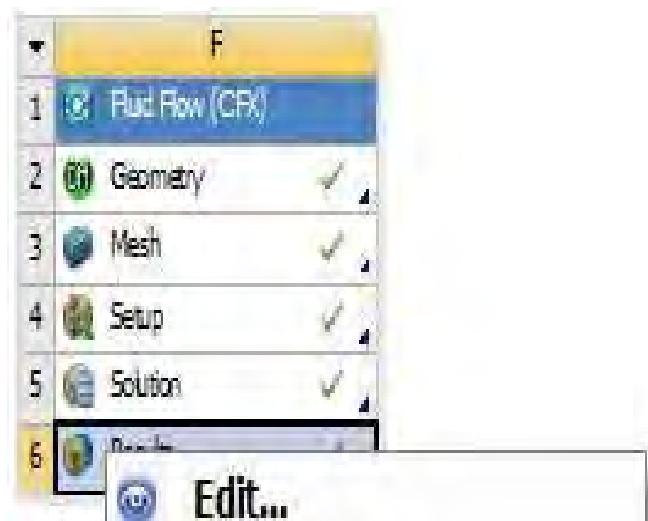 F
1 Fluid Flow (CFX)
2 Geometry
3 Mesh
4 Setup
5 Solution
6
Edit...